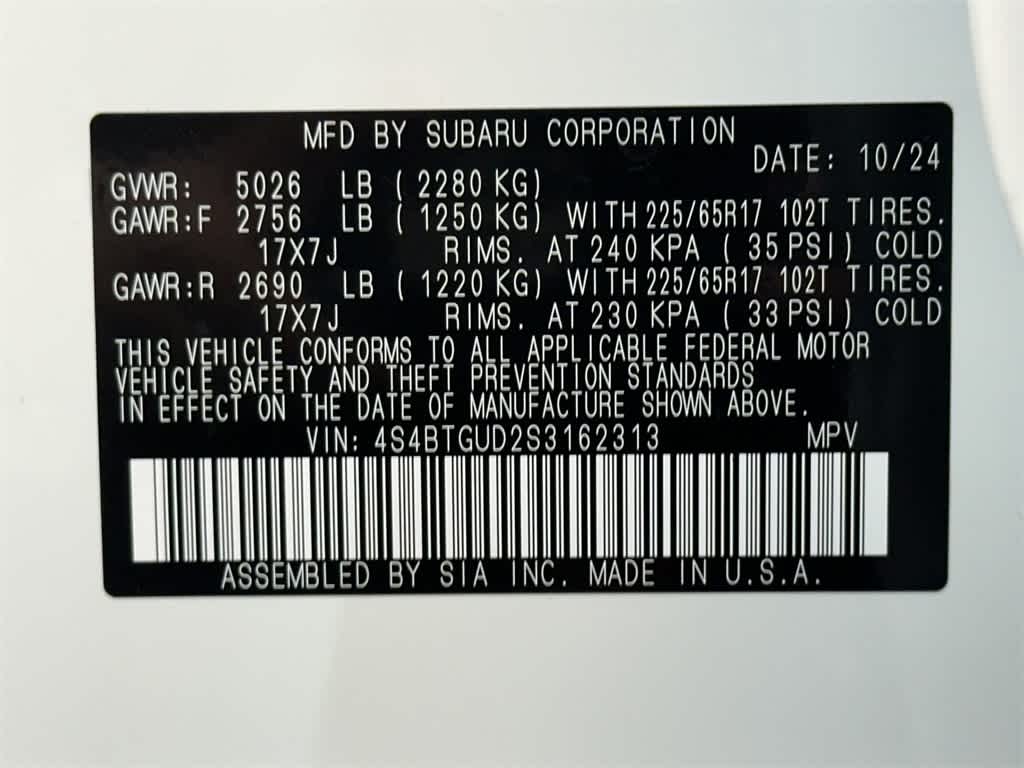 MFD BY SUBARU CORPORATION
DATE: 10/24
GVWR: 5026 LB ( 2280 KG)
GAWR:F 2756 LB ( 1250 KG) WITH 225/65R17 102T TIRES.
17X7J RIMS. AT 240 KPA ( 35 PSI) COLD
GAWR:R 2690 LB ( 1220 KG) WITH 225/65R17 102T TIRES.
17X7J RIMS. AT 230 KPA ( 33 PSI) COLD
THIS VEHICLE CONFORMS TO ALL APPLICABLE FEDERAL MOTOR
VEHICLE SAFETY AND THEFT PREVENTION STANDARDS
IN EFFECT ON THE DATE OF MANUFACTURE SHOWN ABOVE.
VIN: 4S4BTGUD2S3162313 MPV
ASSEMBLED BY SIA INC. MADE IN U.S.A.